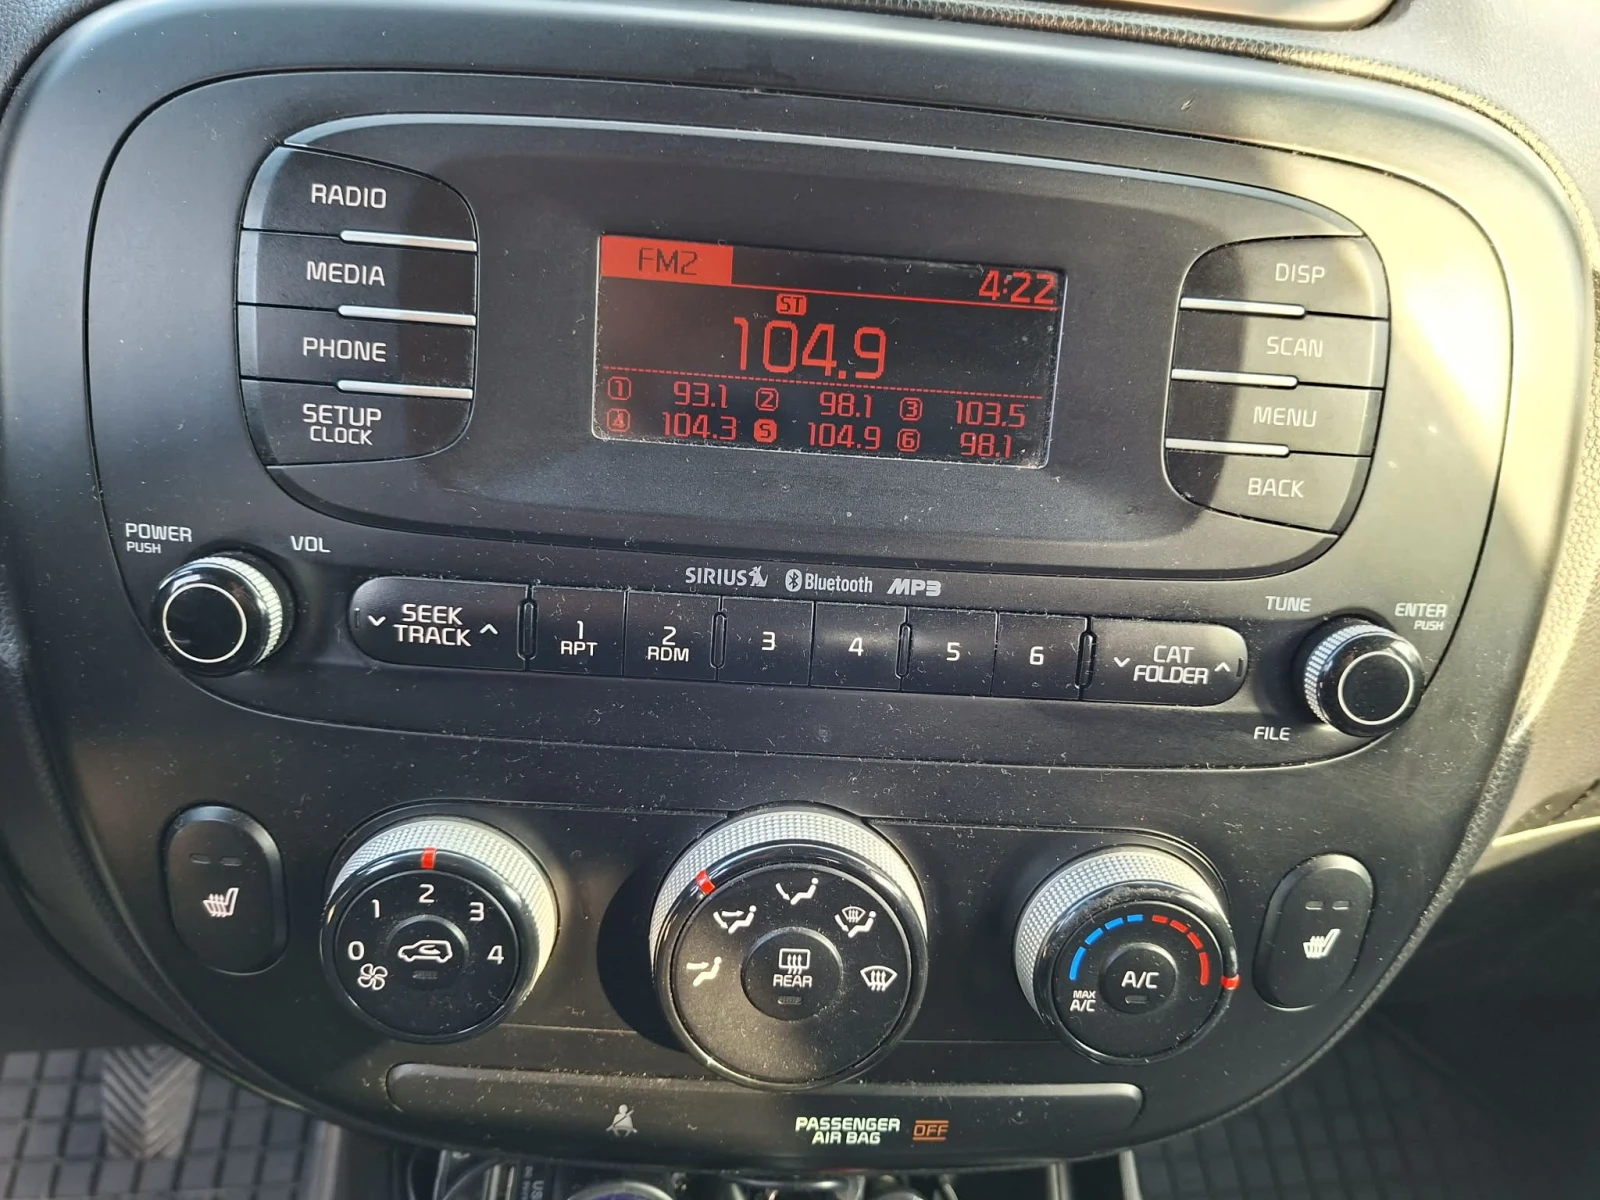 RADIO
MEDIA
PHONE
SETUP
CLOCK
FM2
4:22
ST
104.9
1 93.1 2 98.1 3 103.5
4 104.3 5 104.9 6 98.1
DISP
SCAN
MENU
BACK
POWER
PUSH
VOL
SIRIUS Bluetooth MP3
SEEK
TRACK
1
RPT
2
RDM
3
4
5
6
CAT
FOLDER
TUNE
ENTER
PUSH
FILE
0 1 2 3 4
REAR
A/C
MAX
A/C
PASSENGER
AIR BAG
OFF